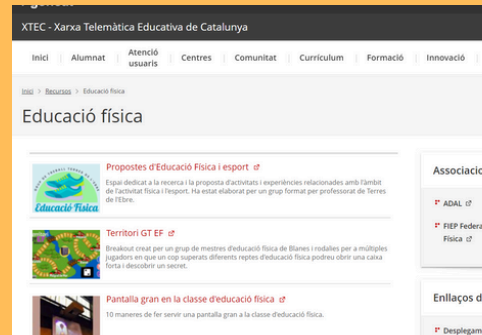 XTEC - Xarxa Telemàtica Educativa de Catalunya
Inici Alumnat Atenció usuaris Centres Comunitat Currículum Formació Innovació
Inici > Recursos > Educació física
Educació física
Propostes d'Educació Física i esport
Espai dedicat a la recerca i la proposta d'activitats i experiències relacionades amb l'àmbit
de l'activitat física i l'esport. Ha estat elaborat per un grup format per professorat de Terres
de l'Ebre.
Educació Física
Territori GT EF
Breakout creat per un grup de mestres d'educació física de Blanes i rodalies per a múltiples
jugadors en que un cop superats diferents reptes d'educació física podreu obrir una caixa
forta i descobrir un secret.
Pantalla gran en la classe d'educació física
10 maneres de fer servir una pantalla gran a la classe d'educació física.
ADAL
FIEP
Física
Enllaços